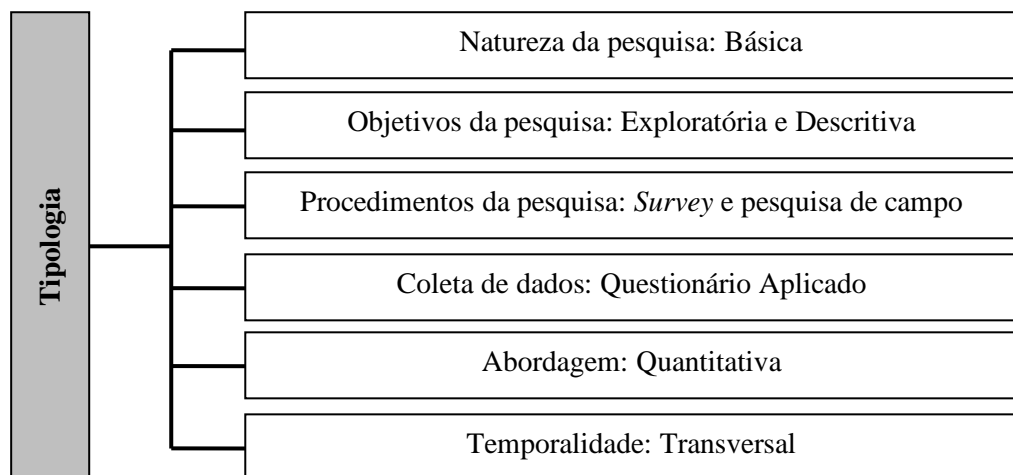 Tipologia
Natureza da pesquisa: Básica
Objetivos da pesquisa: Exploratória e Descritiva
Procedimentos da pesquisa: Survey e pesquisa de campo
Coleta de dados: Questionário Aplicado
Abordagem: Quantitativa
Temporalidade: Transversal